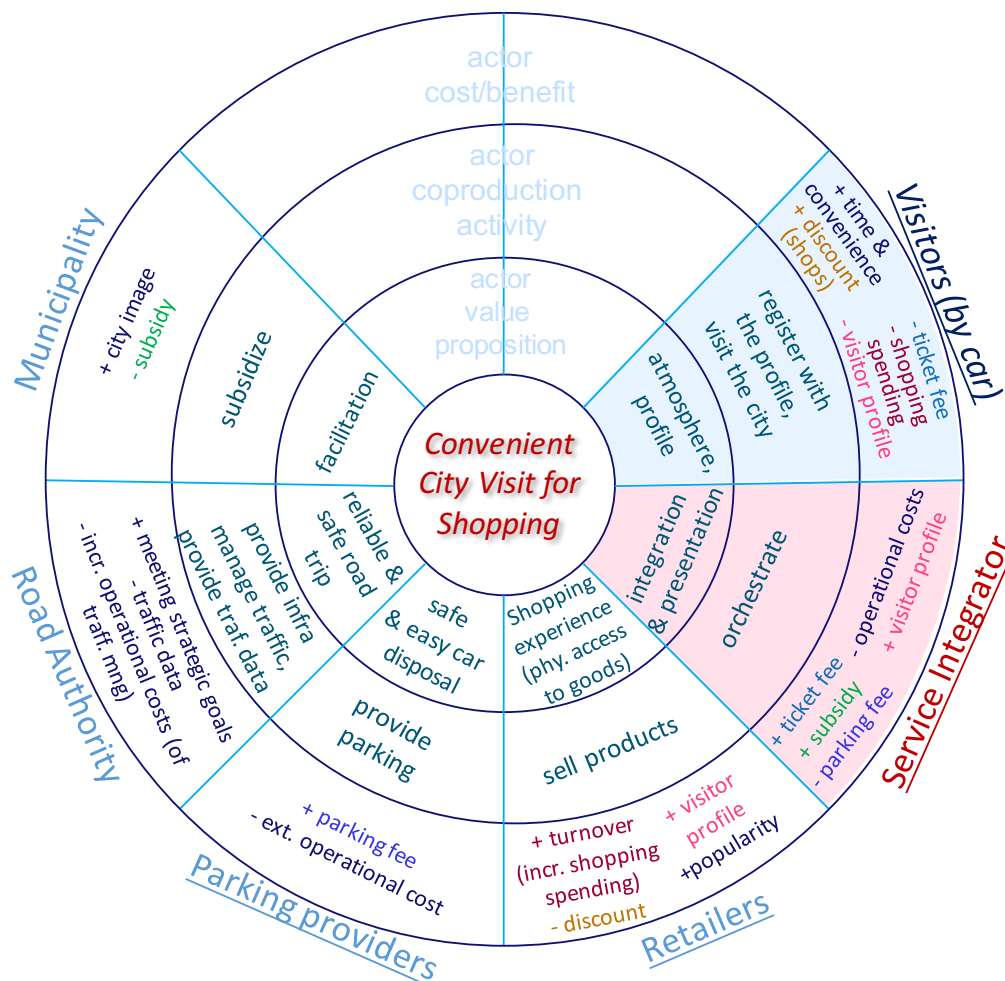 actor
cost/benefit
actor
coproduction
activity
actor
value
proposition
Convenient
City Visit for
Shopping
Visitors (by car)
+ time &
convenience
+ discount
(shops)
- ticket fee
- shopping
spending
- visitor profile
register with
the profile,
visit the city
atmosphere,
profile
Service Integrator
- operational costs
+ visitor profile
+ ticket fee
+ subsidy
- parking fee
orchestrate
integration
& presentation
Retailers
+ turnover
(incr. shopping
spending)
- discount
+ visitor
profile
+popularity
sell products
Shopping
experience
(phy. access
to goods)
Parking providers
+ parking fee
- ext. operational cost
provide
parking
safe
& easy car
disposal
Road Authority
+ meeting strategic goals
- traffic data
- incr. operational costs (of
traff. mng)
provide infra
manage traffic,
provide traf. data
reliable &
safe road
trip
Municipality
+ city image
- subsidy
subsidize
facilitation